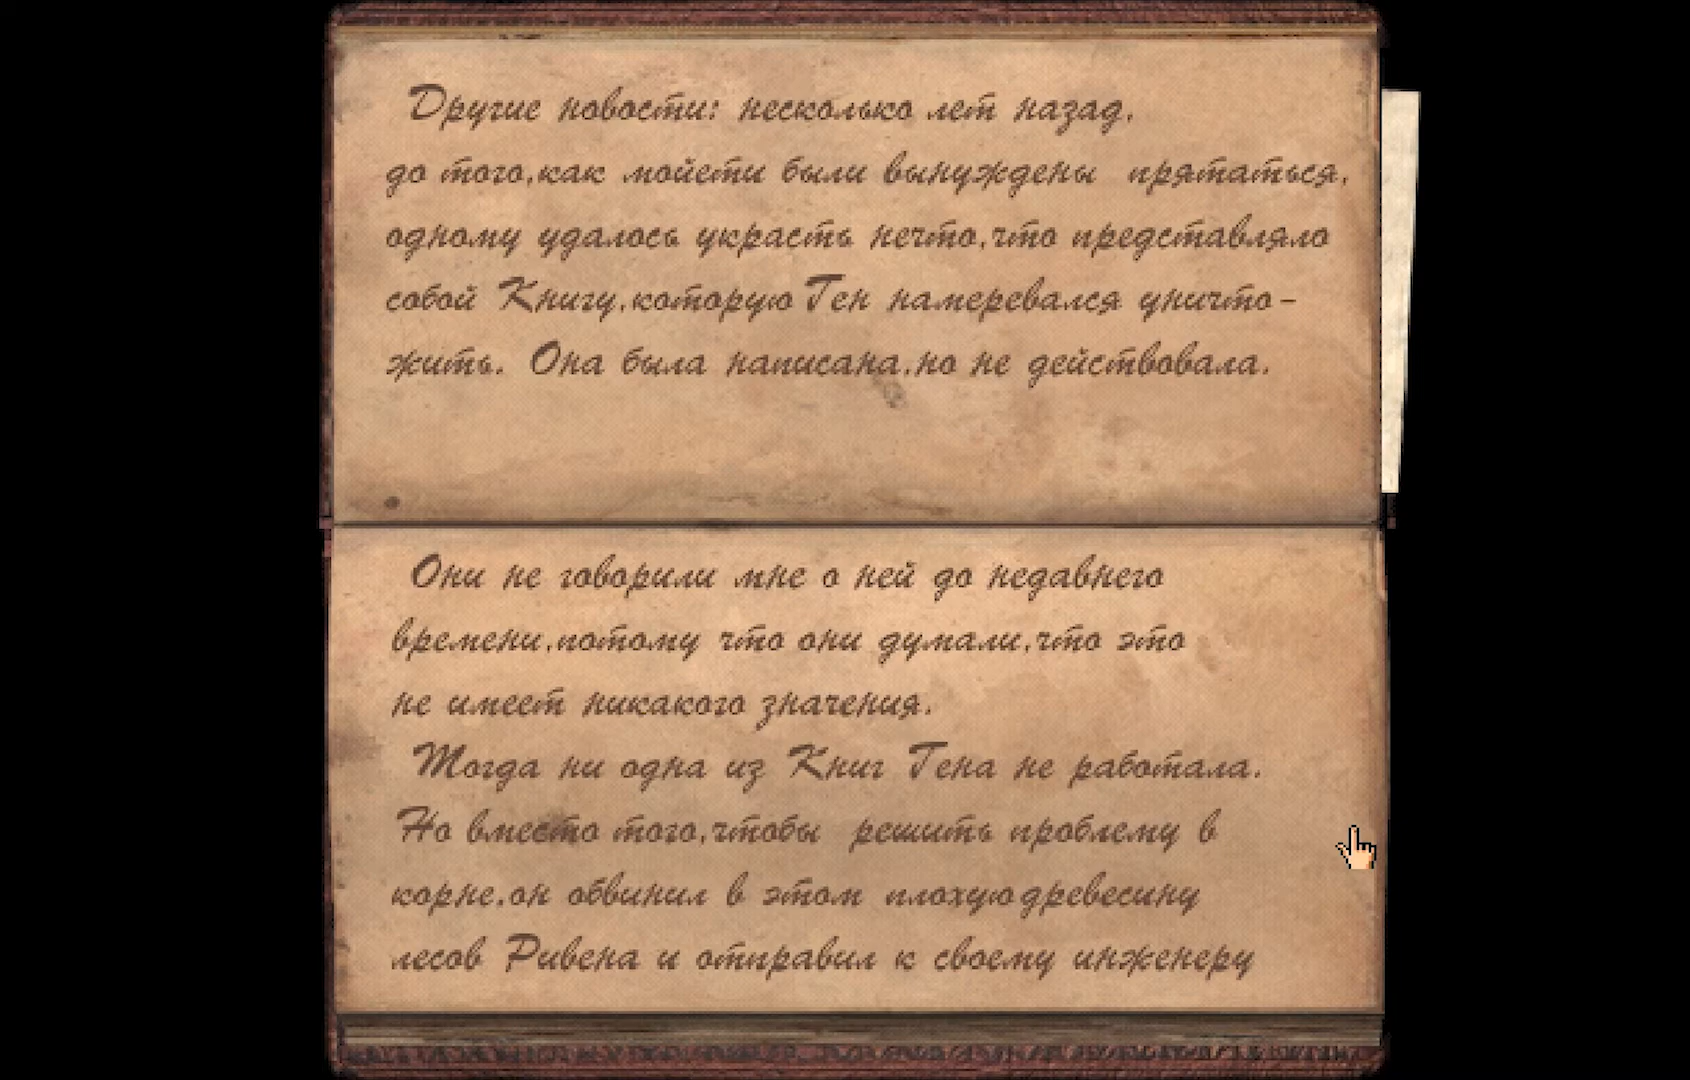 Другие новости: несколько лет назад,
до того,как мойети были вынуждены прятаться,
одному удалось украсть нечто,что представляло
собой Книгу,которую Ген намеревался уничто-
жить. Она была написана,но не действовала.
Они не говорили мне о ней до недавнего
времени,потому что они думали,что это
не имеет никакого значения.
Тогда ни одна из Книг Гена не работала.
Но вместо того,чтобы решить проблему в
корне,он обвинил в этом плохую древесину
лесов Ривена и отправил к своему инженеру